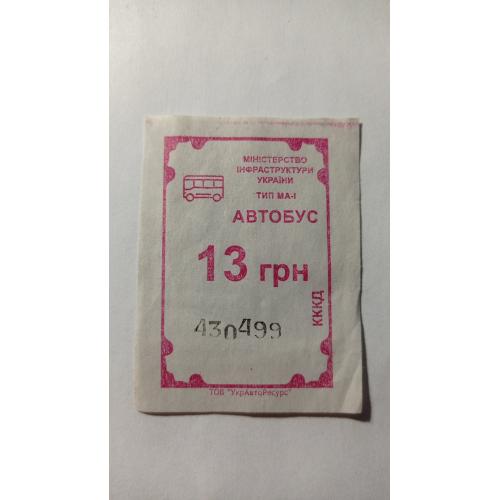 МІНІСТЕРСТВО
ІНФРАСТРУКТУРИ
УКРАЇНИ
ТИП МА-І
АВТОБУС
13 грн
КККД
430499
ТОВ "УкрАвтоРесурс"